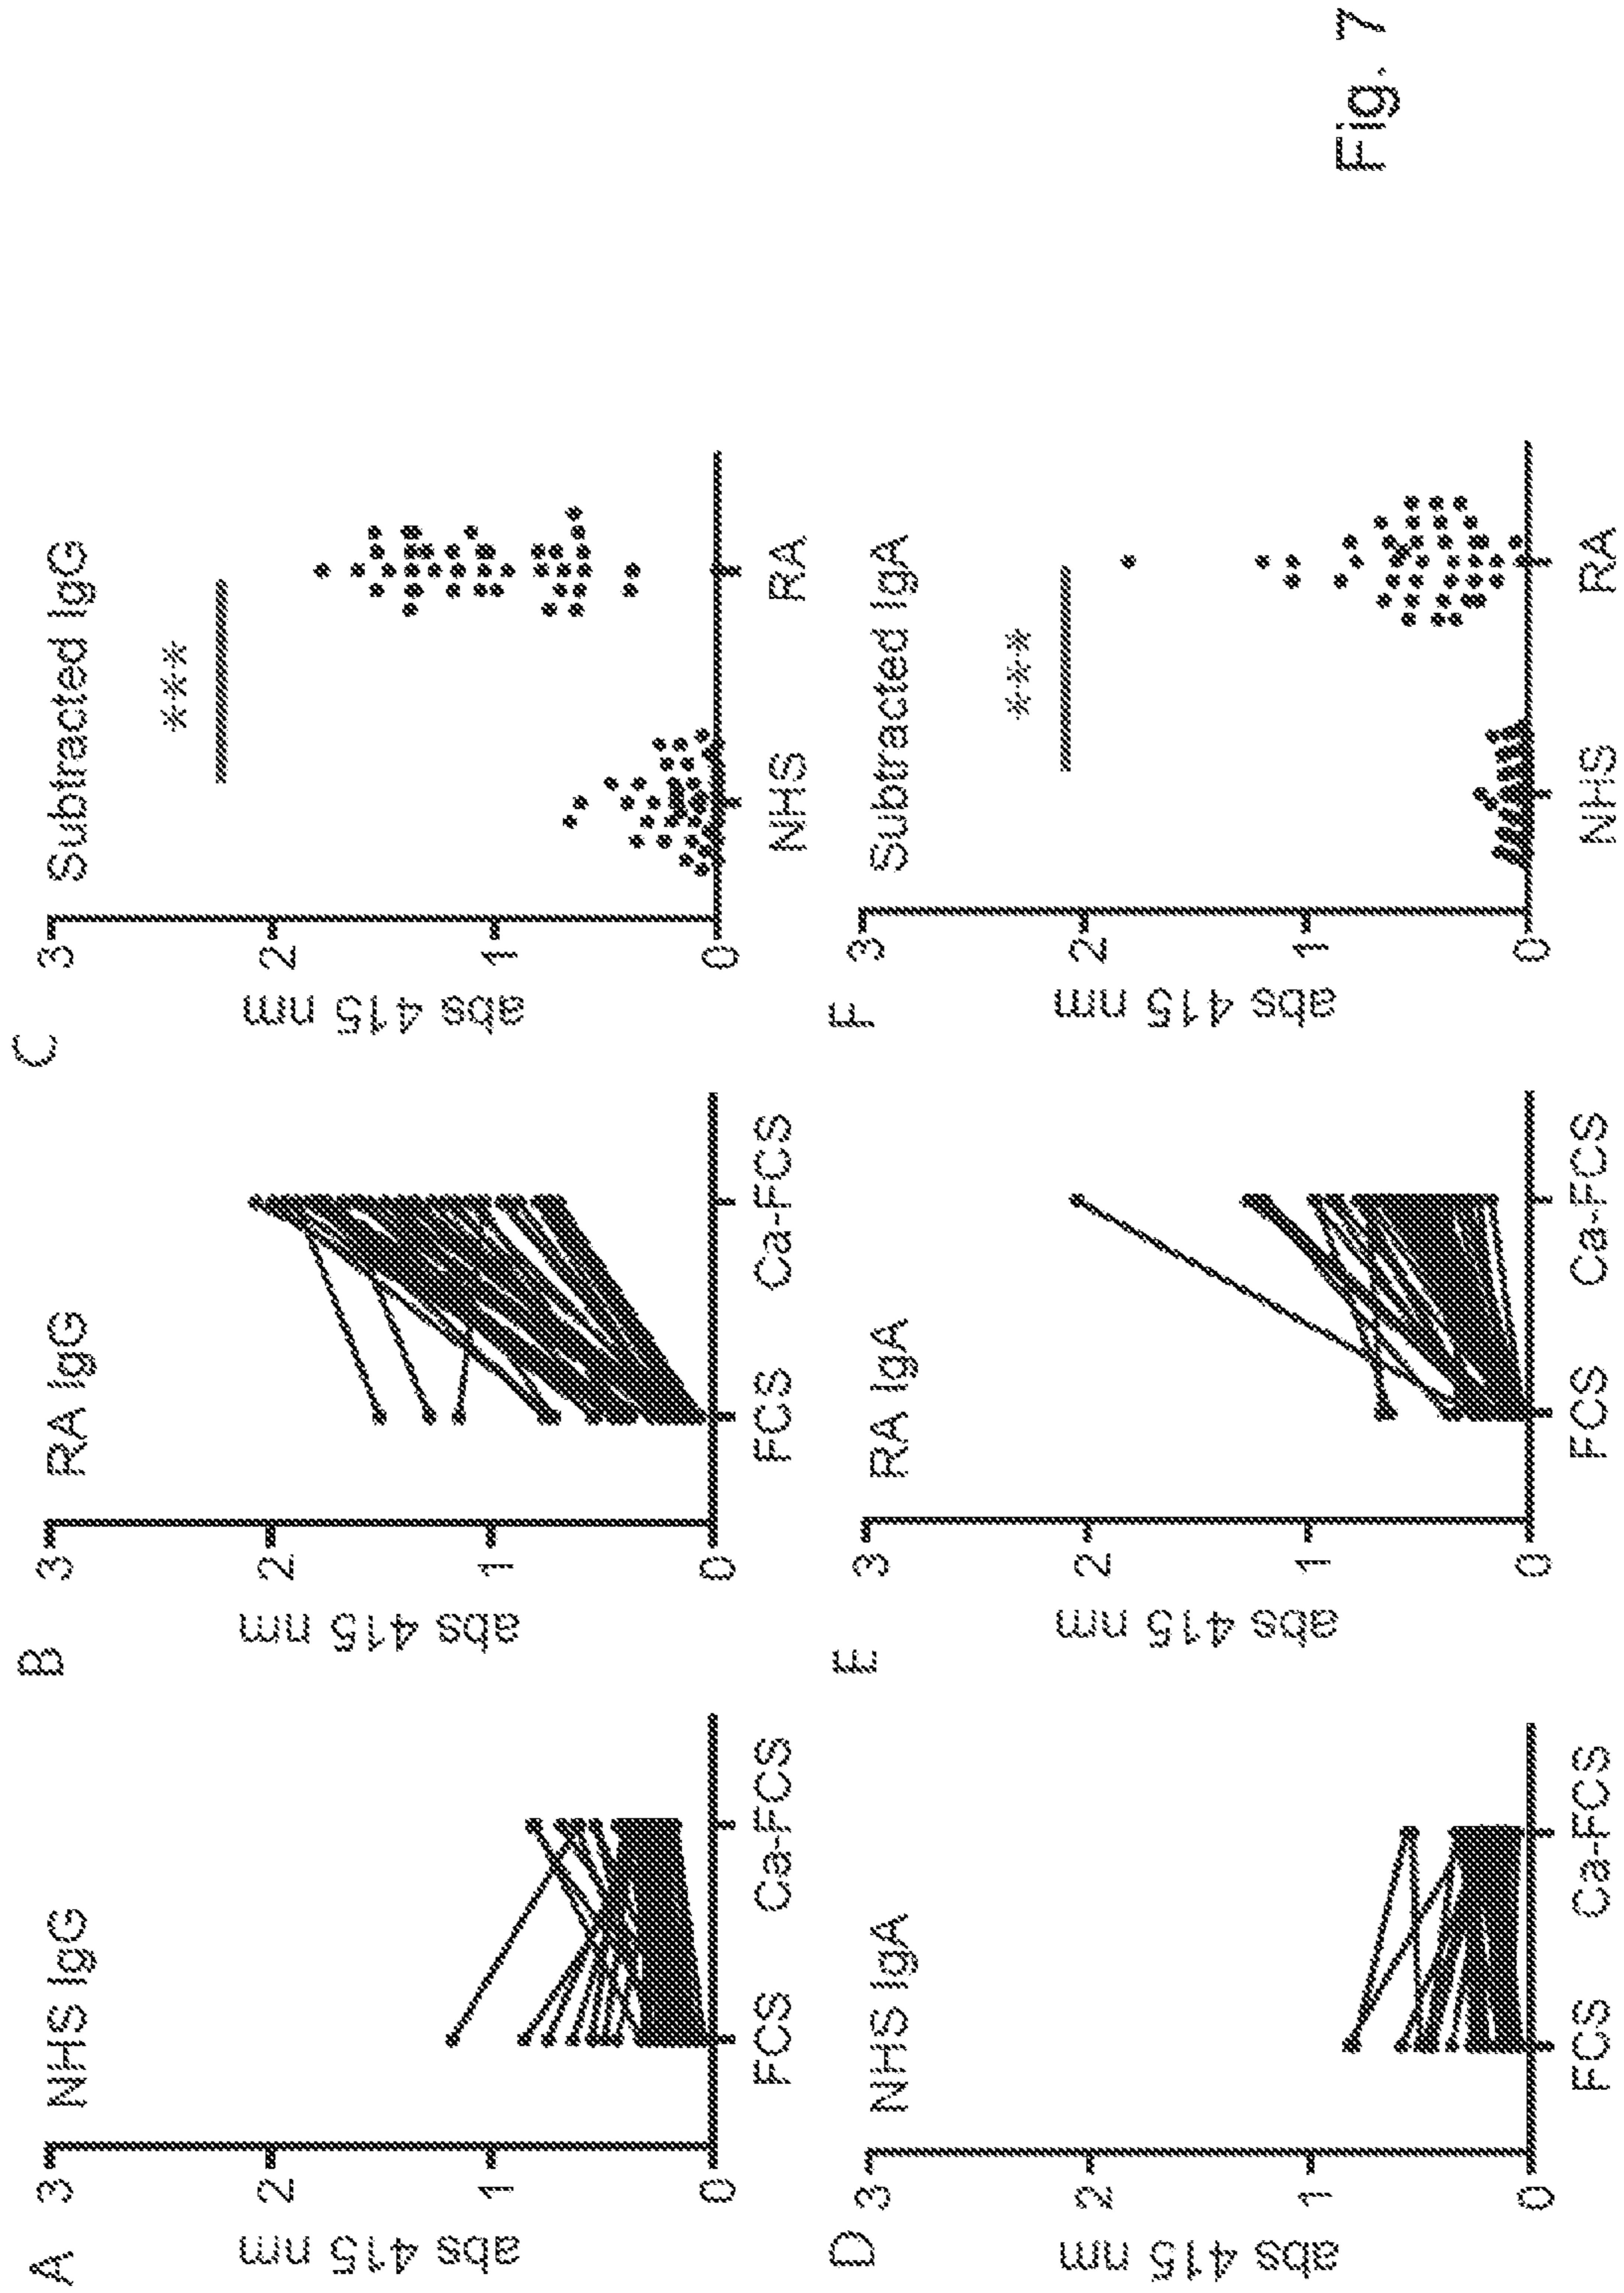 A
NHS IgG
abs 415 nm
3
2
1
0
FCS
Ca-FCS
B
RA IgG
abs 415 nm
3
2
1
0
FCS
Ca-FCS
C
Subtracted IgG
abs 415 nm
3
2
1
0
***
NHS
RA
D
NHS IgA
abs 415 nm
3
2
1
0
FCS
Ca-FCS
E
RA IgA
abs 415 nm
3
2
1
0
FCS
Ca-FCS
F
Subtracted IgA
abs 415 nm
3
2
1
0
***
NHS
RA
Fig. 7